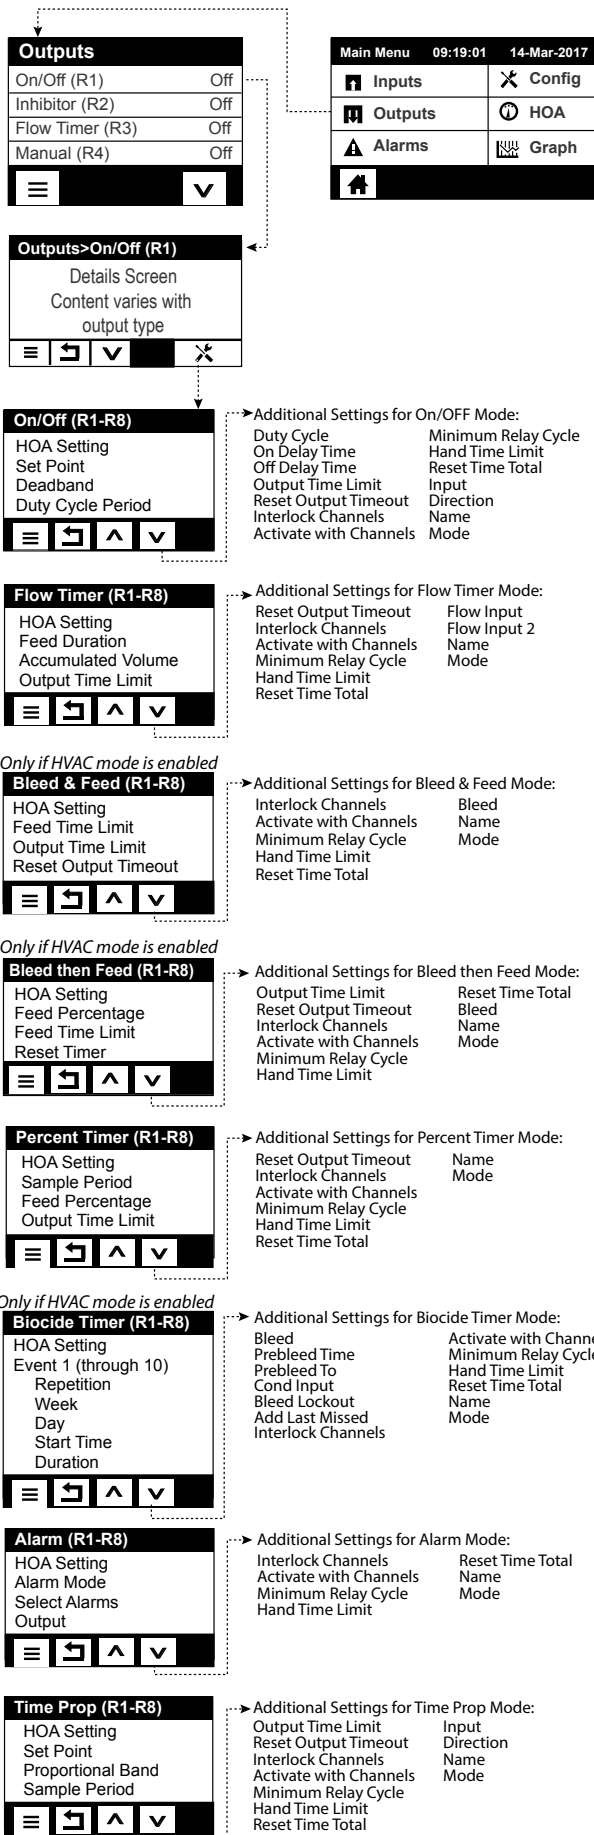 Outputs
On/Off (R1) Off
Inhibitor (R2) Off
Flow Timer (R3) Off
Manual (R4) Off
Main Menu 09:19:01 14-Mar-2017
Inputs Config
Outputs HOA
Alarms Graph
Outputs>On/Off (R1)
Details Screen
Content varies with
output type
On/Off (R1-R8)
HOA Setting
Set Point
Deadband
Duty Cycle Period
Additional Settings for On/OFF Mode:
Duty Cycle Minimum Relay Cycle
On Delay Time Hand Time Limit
Off Delay Time Reset Time Total
Output Time Limit Input
Reset Output Timeout Direction
Interlock Channels Name
Activate with Channels Mode
Flow Timer (R1-R8)
HOA Setting
Feed Duration
Accumulated Volume
Output Time Limit
Additional Settings for Flow Timer Mode:
Reset Output Timeout Flow Input
Interlock Channels Flow Input 2
Activate with Channels Name
Minimum Relay Cycle Mode
Hand Time Limit
Reset Time Total
Only if HVAC mode is enabled
Bleed & Feed (R1-R8)
HOA Setting
Feed Time Limit
Output Time Limit
Reset Output Timeout
Additional Settings for Bleed & Feed Mode:
Interlock Channels Bleed
Activate with Channels Name
Minimum Relay Cycle Mode
Hand Time Limit
Reset Time Total
Only if HVAC mode is enabled
Bleed then Feed (R1-R8)
HOA Setting
Feed Percentage
Feed Time Limit
Reset Timer
Additional Settings for Bleed then Feed Mode:
Output Time Limit Reset Time Total
Reset Output Timeout Bleed
Interlock Channels Name
Activate with Channels Mode
Minimum Relay Cycle
Hand Time Limit
Percent Timer (R1-R8)
HOA Setting
Sample Period
Feed Percentage
Output Time Limit
Additional Settings for Percent Timer Mode:
Reset Output Timeout Name
Interlock Channels Mode
Activate with Channels
Minimum Relay Cycle
Hand Time Limit
Reset Time Total
Only if HVAC mode is enabled
Biocide Timer (R1-R8)
HOA Setting
Event 1 (through 10)
Repetition
Week
Day
Start Time
Duration
Additional Settings for Biocide Timer Mode:
Bleed Activate with Channe
Prebleed Time Minimum Relay Cycle
Prebleed To Hand Time Limit
Cond Input Reset Time Total
Bleed Lockout Name
Add Last Missed Mode
Interlock Channels
Alarm (R1-R8)
HOA Setting
Alarm Mode
Select Alarms
Output
Additional Settings for Alarm Mode:
Interlock Channels Reset Time Total
Activate with Channels Name
Minimum Relay Cycle Mode
Hand Time Limit
Time Prop (R1-R8)
HOA Setting
Set Point
Proportional Band
Sample Period
Additional Settings for Time Prop Mode:
Output Time Limit Input
Reset Output Timeout Direction
Interlock Channels Name
Activate with Channels Mode
Minimum Relay Cycle
Hand Time Limit
Reset Time Total